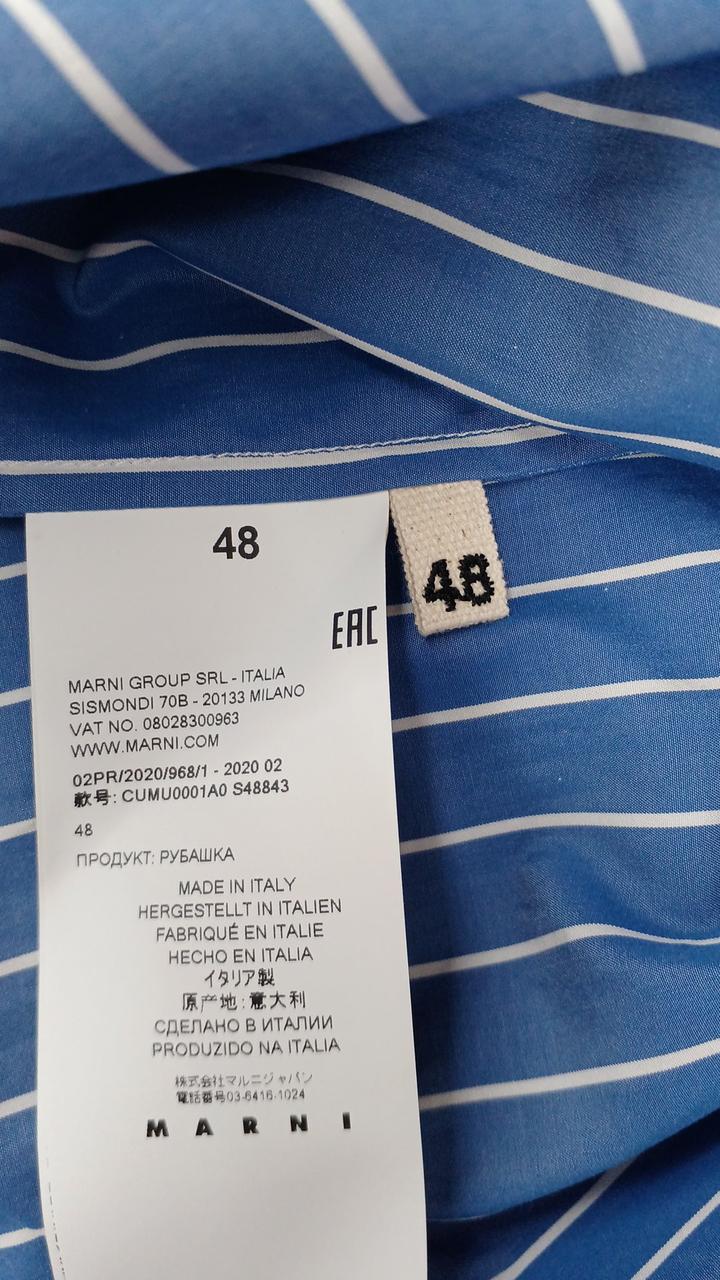 48
48
EAC
MARNI GROUP SRL - ITALIA
SISMONDI 70B - 20133 MILANO
VAT NO. 08028300963
WWW.MARNI.COM
02PR/2020/968/1 - 2020 02
款号: CUMU0001A0 S48843
48
ПРОДУКТ: РУБАШКА
MADE IN ITALY
HERGESTELLT IN ITALIEN
FABRIQUÉ EN ITALIE
HECHO EN ITALIA
イタリア製
原产地: 意大利
СДЕЛАНО В ИТАЛИИ
PRODUZIDO NA ITALIA
株式会社マルニジャパン
電話番号03-6416-1024
MARNI